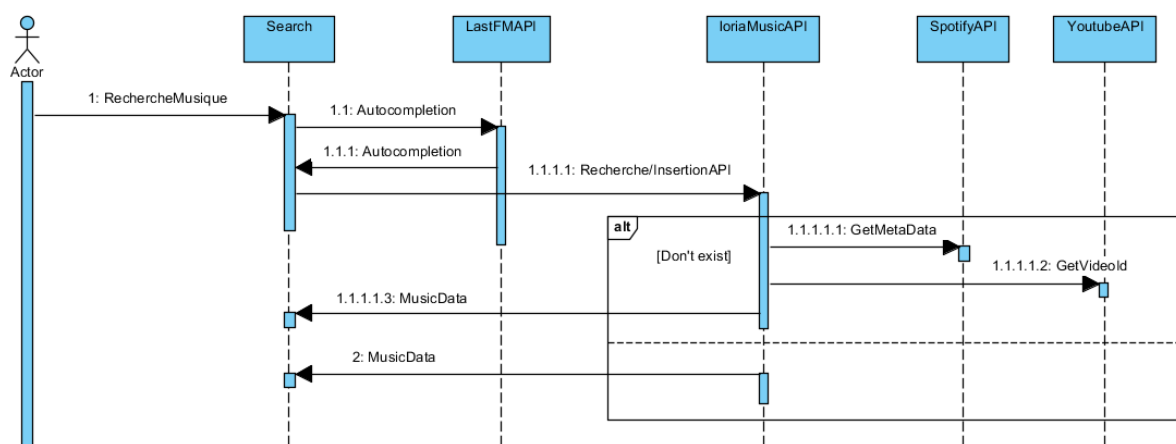 Search
LastFMAPI
IoriaMusicAPI
SpotifyAPI
YoutubeAPI
Actor
1: RechercheMusique
1.1: Autocompletion
1.1.1: Autocompletion
1.1.1.1: Recherche/InsertionAPI
alt
[Don't exist]
1.1.1.1.1: GetMetaData
1.1.1.1.2: GetVideoId
1.1.1.1.3: MusicData
2: MusicData